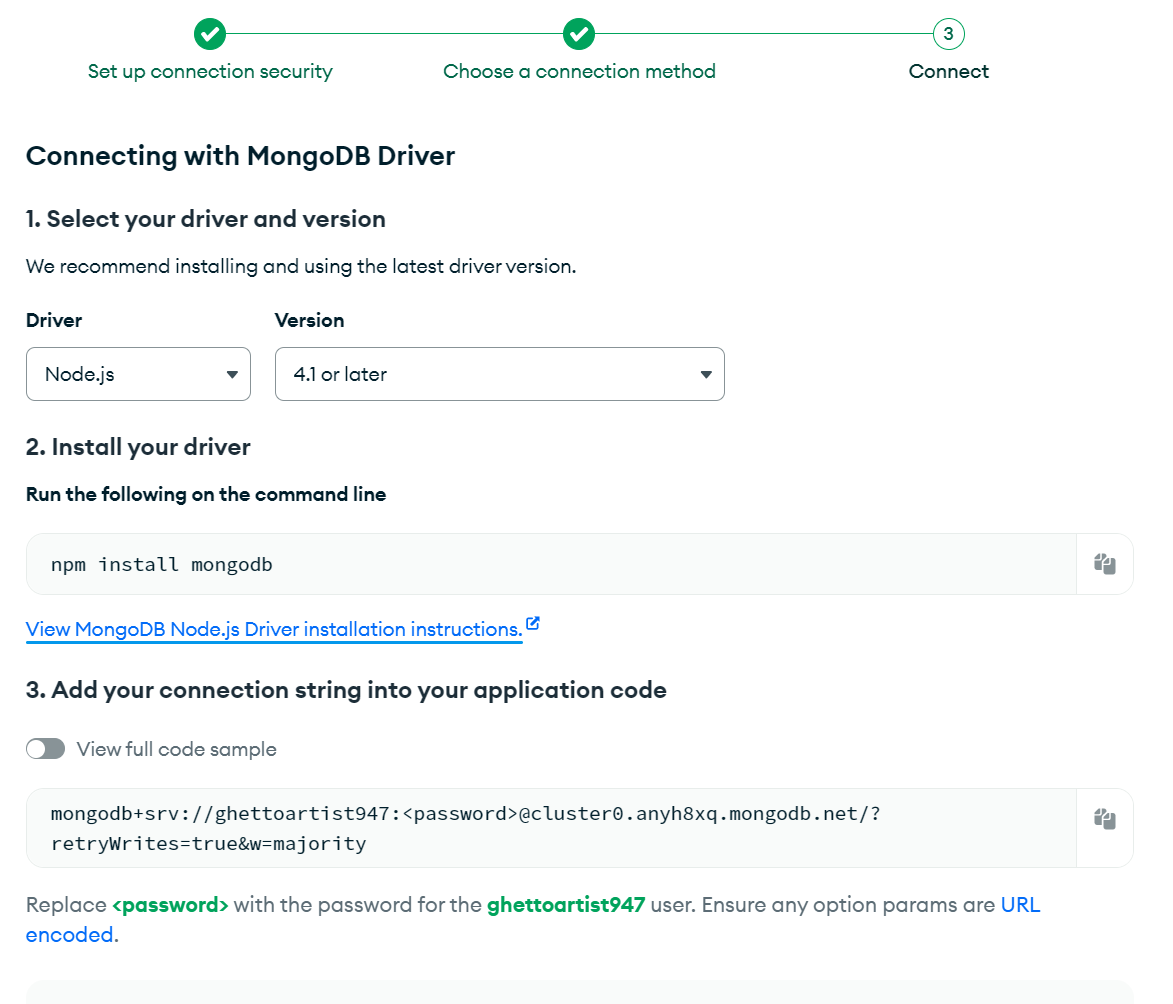 3
Set up connection security
Choose a connection method
Connect
Connecting with MongoDB Driver
1. Select your driver and version
We recommend installing and using the latest driver version.
Driver
Version
Node.js
4.1 or later
2. Install your driver
Run the following on the command line
npm install mongodb
View MongoDB Node.js Driver installation instructions.
3. Add your connection string into your application code
View full code sample
mongodb+srv://ghettoartist947:<password>@cluster0.anyh8xq.mongodb.net/?
retryWrites=true&w=majority
Replace <password> with the password for the ghettoartist947 user. Ensure any option params are URL
encoded.